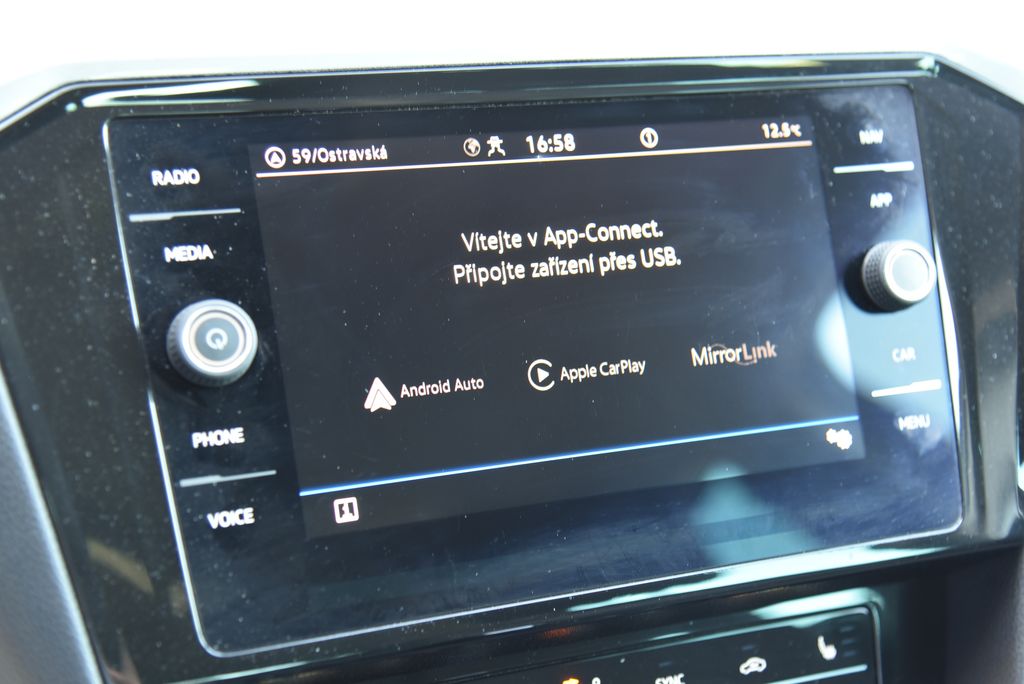 59/Ostravská 16:58 12.5°C
RADIO
MEDIA
PHONE
VOICE
Vítejte v App-Connect.
Připojte zařízení přes USB.
Android Auto Apple CarPlay MirrorLink
NAV
APP
CAR
MENU
SYNC